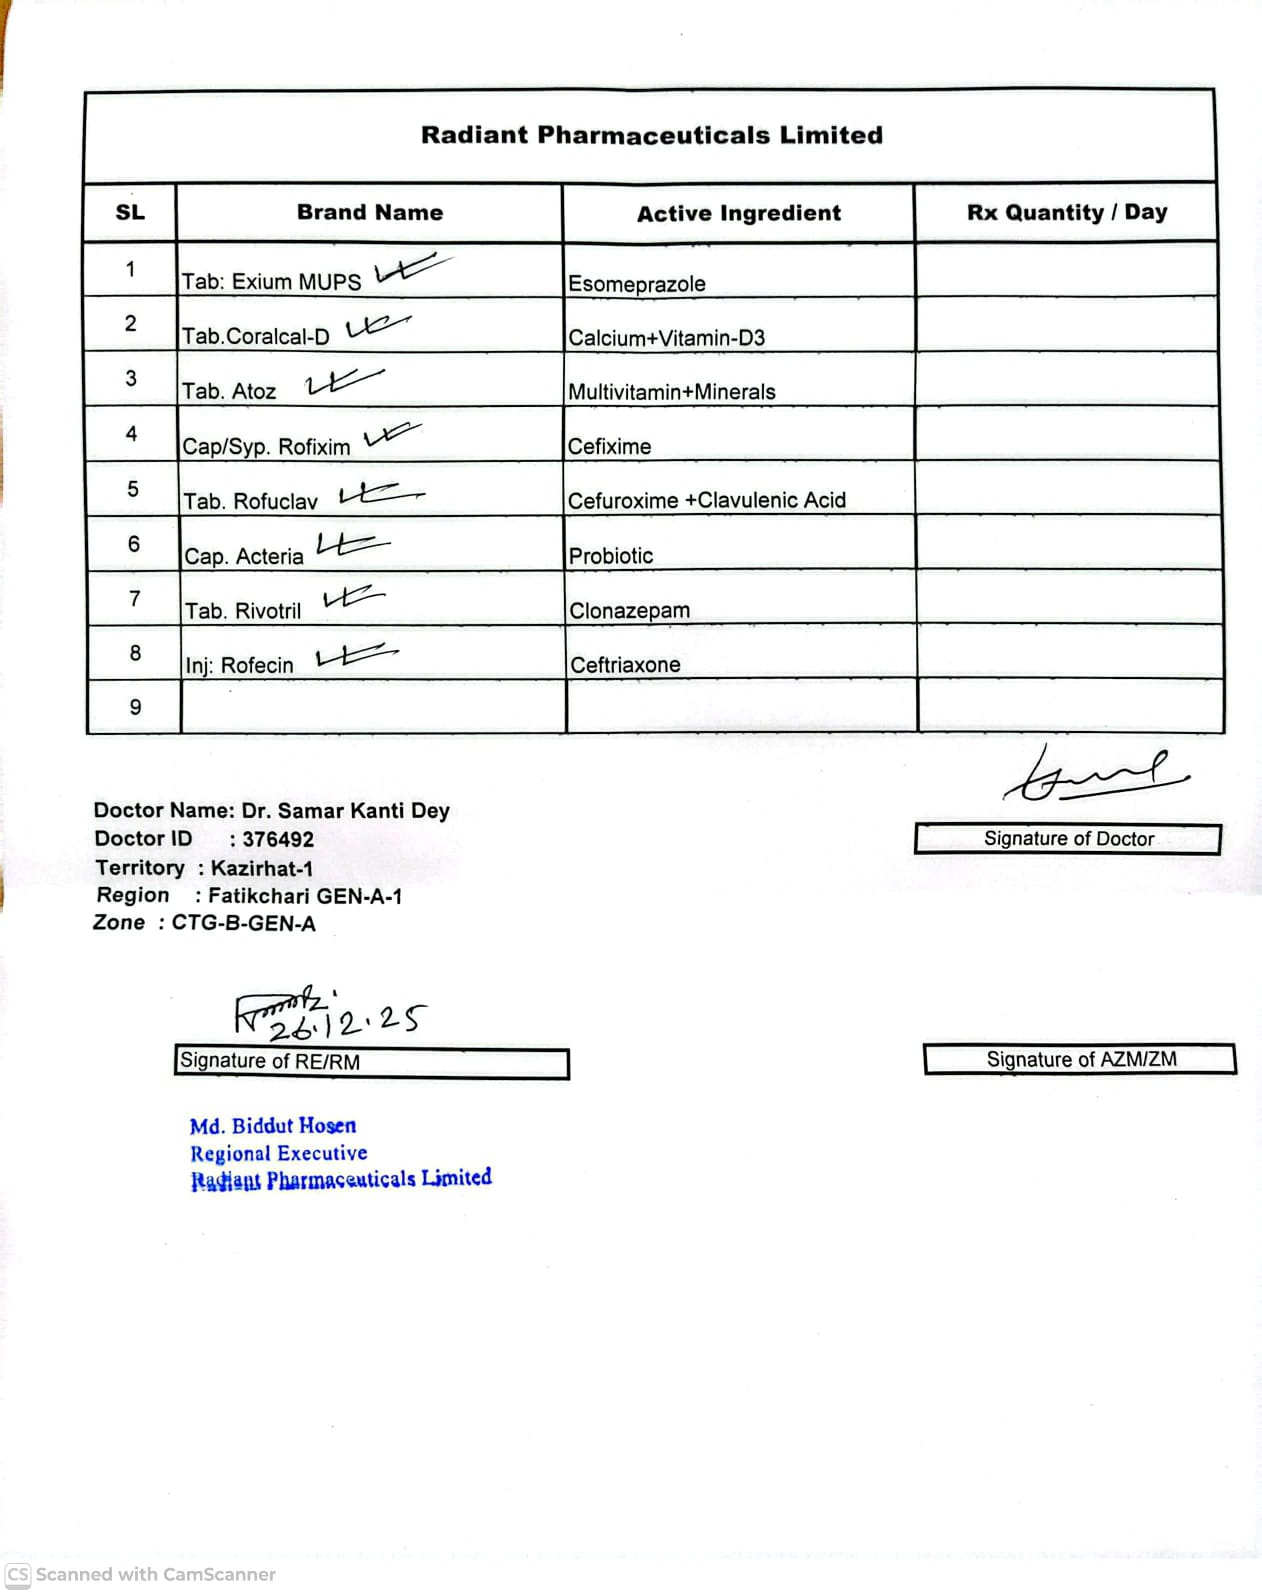 Radiant Pharmaceuticals Limited
SL Brand Name Active Ingredient Rx Quantity / Day
1 Tab: Exium MUPS Esomeprazole
2 Tab.Coralcal-D Calcium+Vitamin-D3
3 Tab. Atoz Multivitamin+Minerals
4 Cap/Syp. Rofixim Cefixime
5 Tab. Rofuclav Cefuroxime +Clavulenic Acid
6 Cap. Acteria Probiotic
7 Tab. Rivotril Clonazepam
8 Inj: Rofecin Ceftriaxone
9
Doctor Name: Dr. Samar Kanti Dey
Doctor ID : 376492
Signature of Doctor
Territory : Kazirhat-1
Region : Fatikchari GEN-A-1
Zone : CTG-B-GEN-A
26.12.25
Signature of RE/RM
Signature of AZM/ZM
Md. Biddut Hosen
Regional Executive
Radiant Pharmaceuticals Limited
CS Scanned with CamScanner